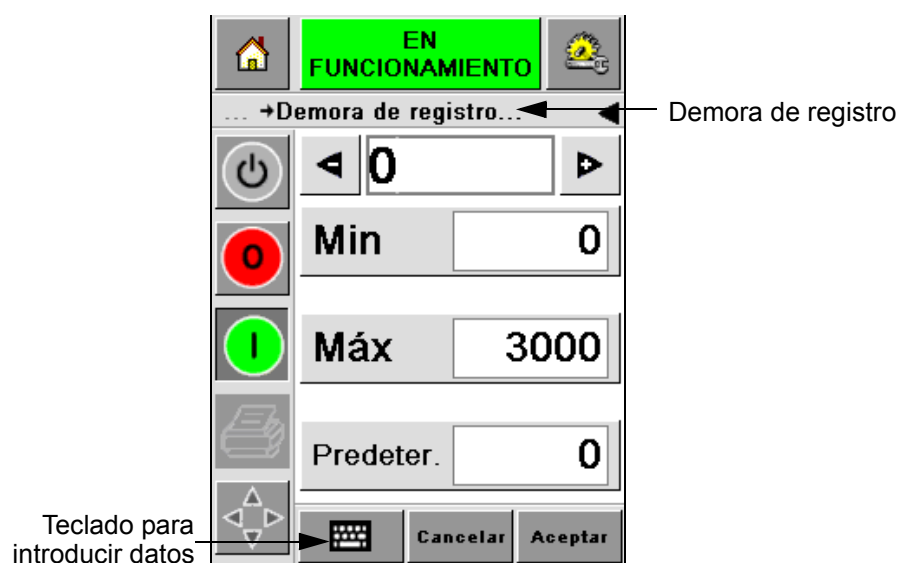 EN
FUNCIONAMIENTO
... →Demora de registro...
Demora de registro
0
Min 0
0
Máx 3000
I
Predeter. 0
Teclado para
introducir datos
Cancelar Aceptar